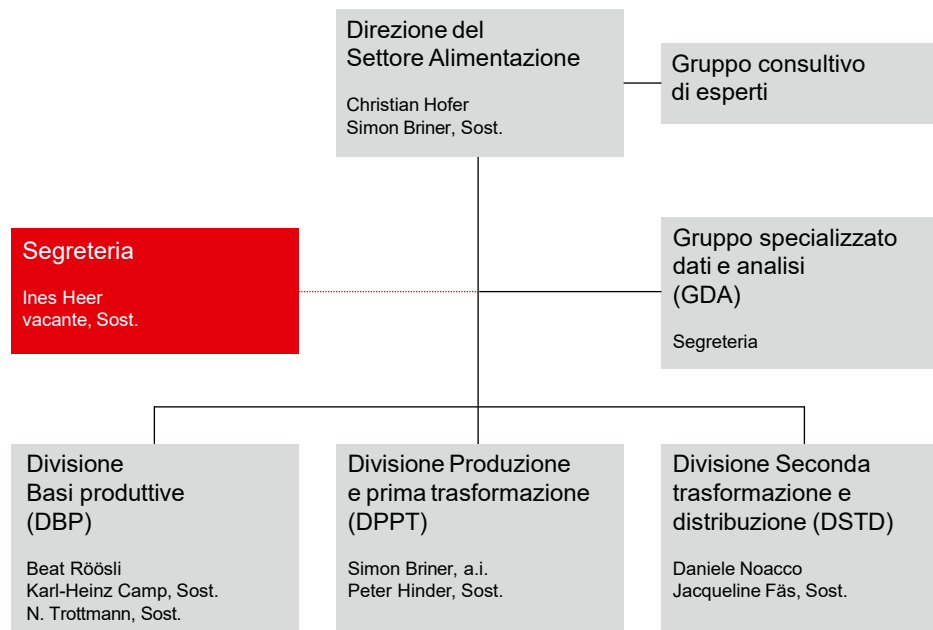 Direzione del
Settore Alimentazione
Christian Hofer
Simon Briner, Sost.
Gruppo consultivo
di esperti
Segreteria
Ines Heer
vacante, Sost.
Gruppo specializzato
dati e analisi
(GDA)
Segreteria
Divisione
Basi produttive
(DBP)
Beat Röösli
Karl-Heinz Camp, Sost.
N. Trottmann, Sost.
Divisione Produzione
e prima trasformazione
(DPPT)
Simon Briner, a.i.
Peter Hinder, Sost.
Divisione Seconda
trasformazione e
distribuzione (DSTD)
Daniele Noacco
Jacqueline Fäs, Sost.